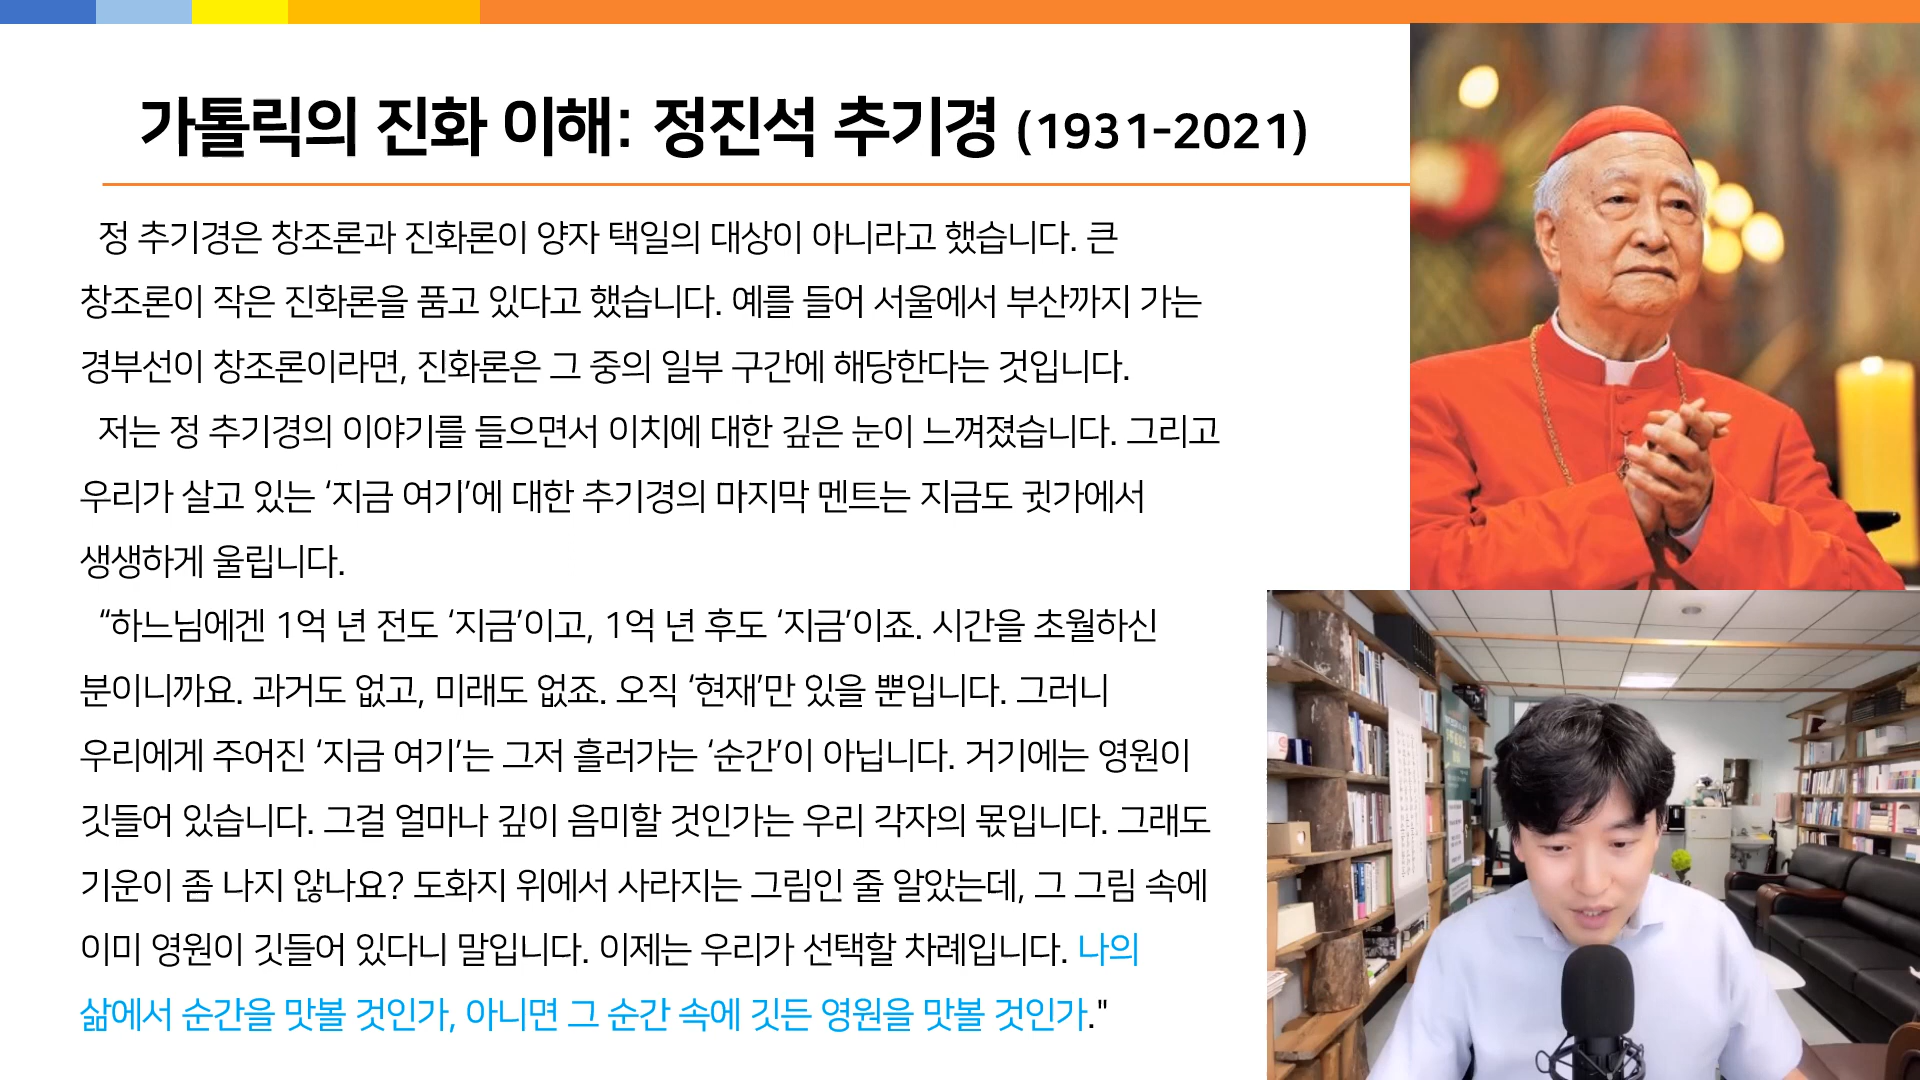 가톨릭의 진화 이해: 정진석 추기경 (1931-2021)
정 추기경은 창조론과 진화론이 양자 택일의 대상이 아니라고 했습니다. 큰
창조론이 작은 진화론을 품고 있다고 했습니다. 예를 들어 서울에서 부산까지 가는
경부선이 창조론이라면, 진화론은 그 중의 일부 구간에 해당한다는 것입니다.
저는 정 추기경의 이야기를 들으면서 이치에 대한 깊은 눈이 느껴졌습니다. 그리고
우리가 살고 있는 ‘지금 여기’에 대한 추기경의 마지막 멘트는 지금도 귓가에서
생생하게 울립니다.
“하느님에겐 1억 년 전도 ‘지금’이고, 1억 년 후도 ‘지금’이죠. 시간을 초월하신
분이니까요. 과거도 없고, 미래도 없죠. 오직 ‘현재’만 있을 뿐입니다. 그러니
우리에게 주어진 ‘지금 여기’는 그저 흘러가는 ‘순간’이 아닙니다. 거기에는 영원이
깃들어 있습니다. 그걸 얼마나 깊이 음미할 것인가는 우리 각자의 몫입니다. 그래도
기운이 좀 나지 않나요? 도화지 위에서 사라지는 그림인 줄 알았는데, 그 그림 속에
이미 영원이 깃들어 있다니 말입니다. 이제는 우리가 선택할 차례입니다. 나의
삶에서 순간을 맛볼 것인가, 아니면 그 순간 속에 깃든 영원을 맛볼 것인가."